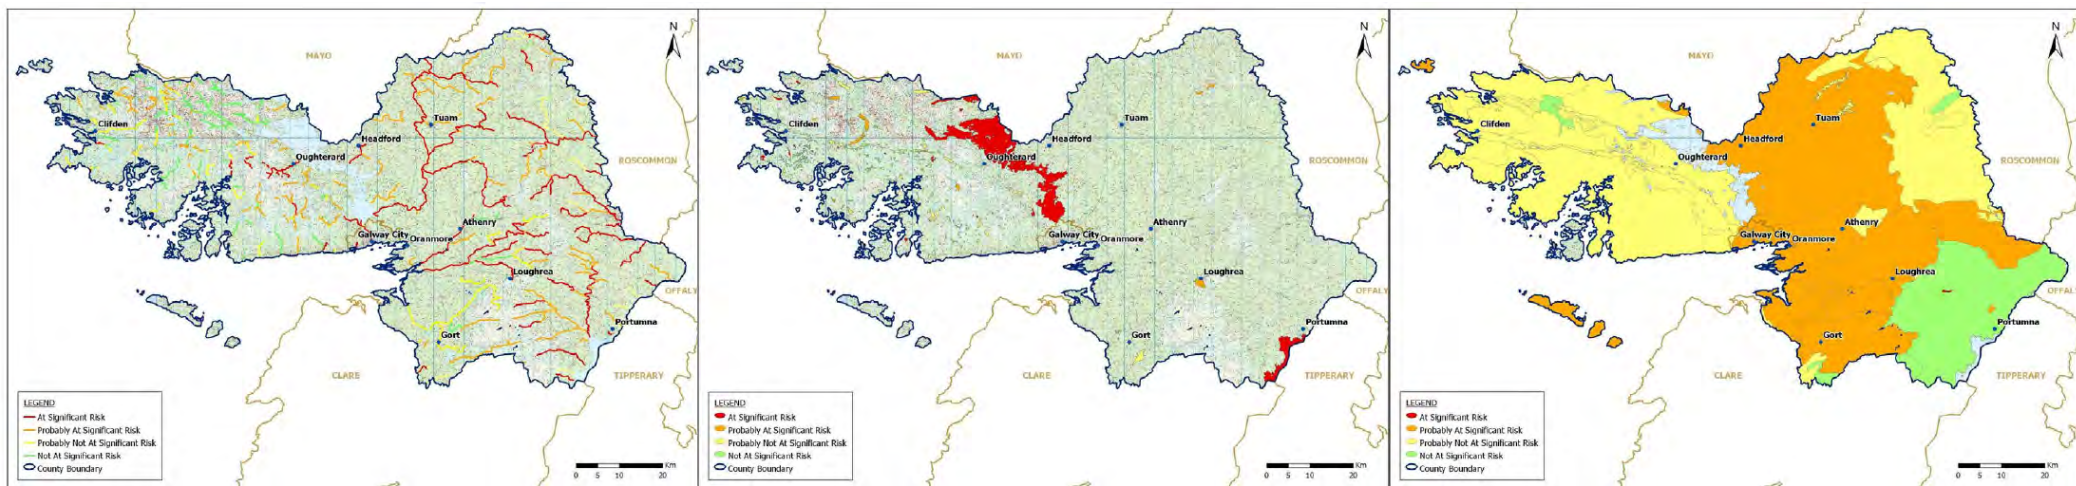 N
MAYO
Clifden
Tuam
Headford
Oughterard
ROSCOMMON
Athenry
Galway City
Oranmore
Loughrea
OFFALY
Portumna
Gort
CLARE
TIPPERARY
LEGEND
At Significant Risk
Probably At Significant Risk
Probably Not At Significant Risk
Not At Significant Risk
County Boundary
Km
0 5 10 20
N
MAYO
Clifden
Tuam
Headford
Oughterard
ROSCOMMON
Athenry
Galway City
Oranmore
Loughrea
OFFALY
Portumna
Gort
CLARE
TIPPERARY
LEGEND
At Significant Risk
Probably At Significant Risk
Probably Not At Significant Risk
Not At Significant Risk
County Boundary
Km
0 5 10 20
N
MAYO
Clifden
Tuam
Headford
Oughterard
ROSCOMMON
Athenry
Galway City
Oranmore
Loughrea
OFFALY
Portumna
Gort
CLARE
TIPPERARY
LEGEND
At Significant Risk
Probably At Significant Risk
Probably Not At Significant Risk
Not At Significant Risk
County Boundary
Km
0 5 10 20